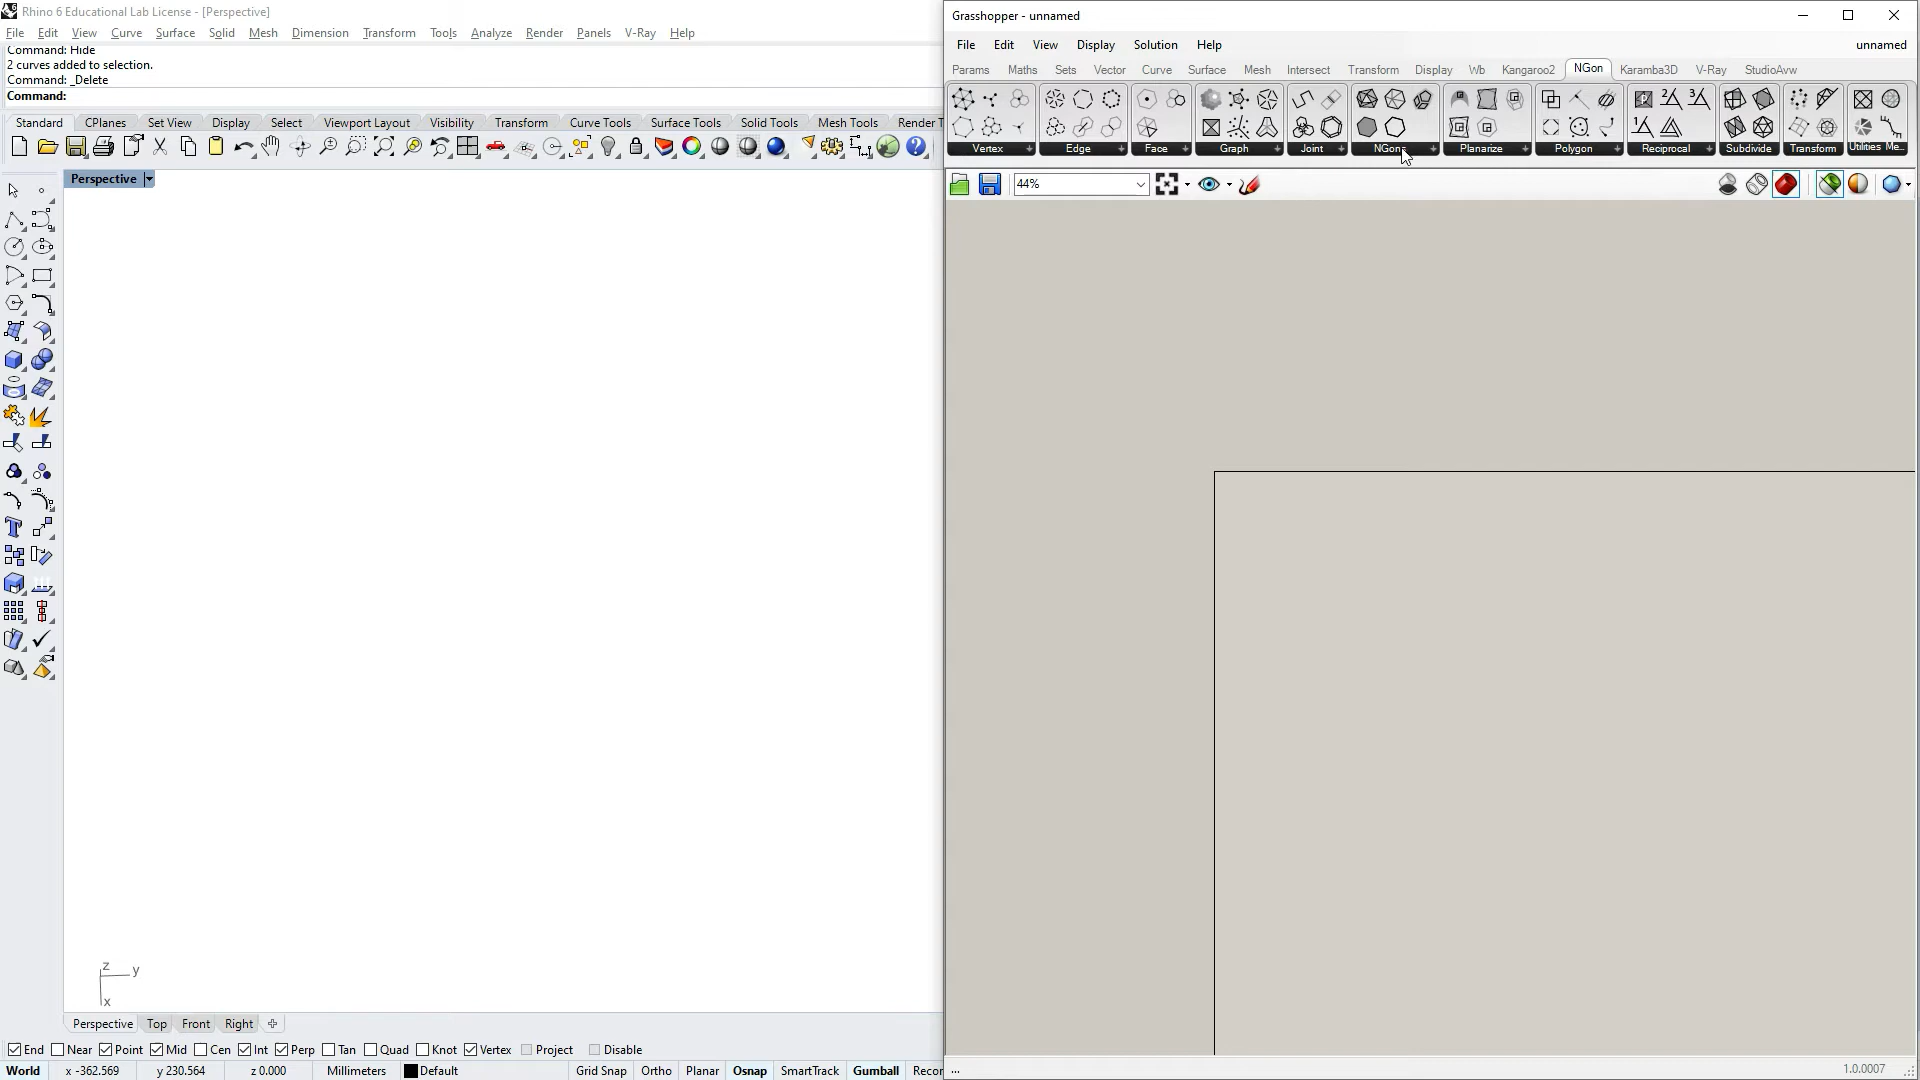 Rhino 6 Educational Lab License - [Perspective]
File Edit View Curve Surface Solid Mesh Dimension Transform Tools Analyze Render Panels V-Ray Help
Command: Hide
2 curves added to selection.
Command: _Delete
Command:
Standard CPlanes Set View Display Select Viewport Layout Visibility Transform Curve Tools Surface Tools Solid Tools Mesh Tools Render T
Perspective
z
y
x
Perspective Top Front Right
End Near Point Mid Cen Int Perp Tan Quad Knot Vertex Project Disable
World x -362.569 y 230.564 z 0.000 Millimeters Default Grid Snap Ortho Planar Osnap SmartTrack Gumball Recor
Grasshopper - unnamed
File Edit View Display Solution Help unnamed
Params Maths Sets Vector Curve Surface Mesh Intersect Transform Display Wb Kangaroo2 NGon Karamba3D V-Ray StudioAvw
Vertex Edge Face Graph Joint NGons Planarize Polygon Reciprocal Subdivide Transform Utilities Me...
44%
... 1.0.0007